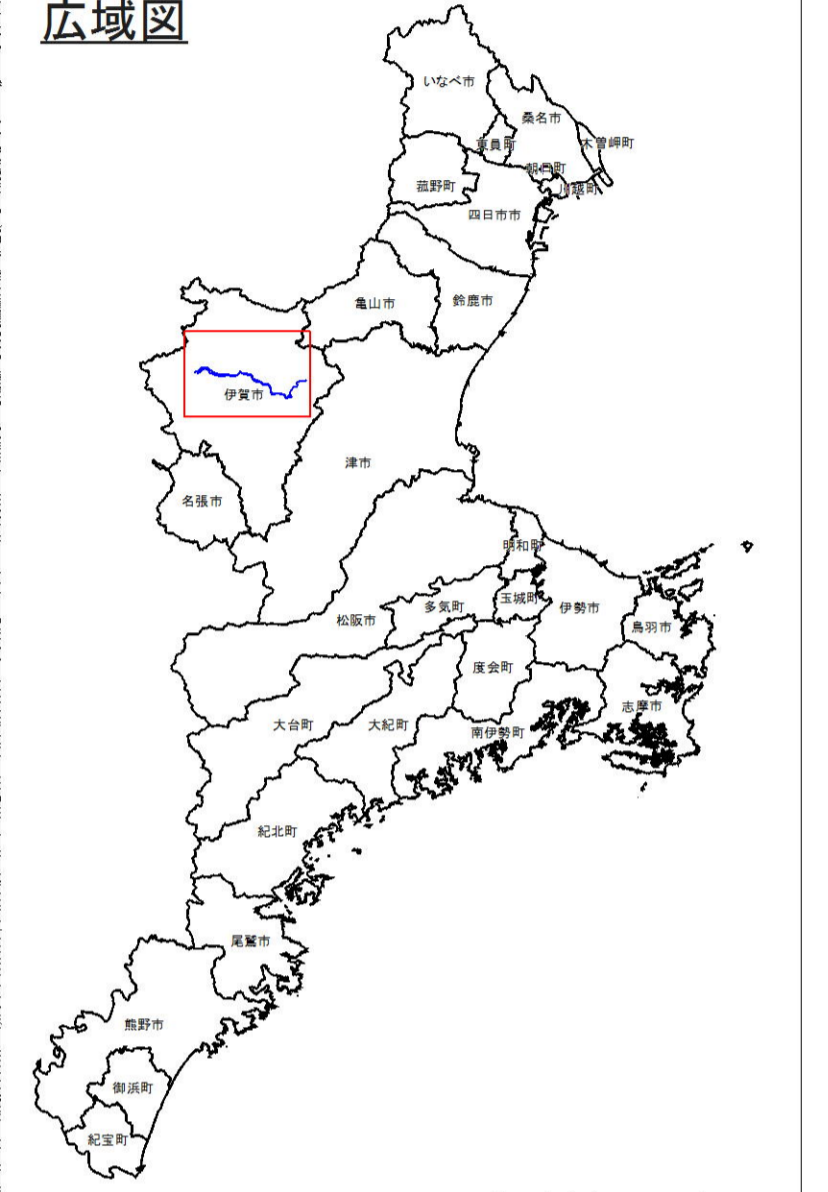 広域図
いなべ市
桑名市
東員町
木曽岬町
朝日町
菰野町
川越町
四日市市
亀山市
鈴鹿市
伊賀市
津市
名張市
明和町
玉城町
多気町
伊勢市
松阪市
鳥羽市
度会町
志摩市
大台町
大紀町
南伊勢町
紀北町
尾鷲市
熊野市
御浜町
紀宝町